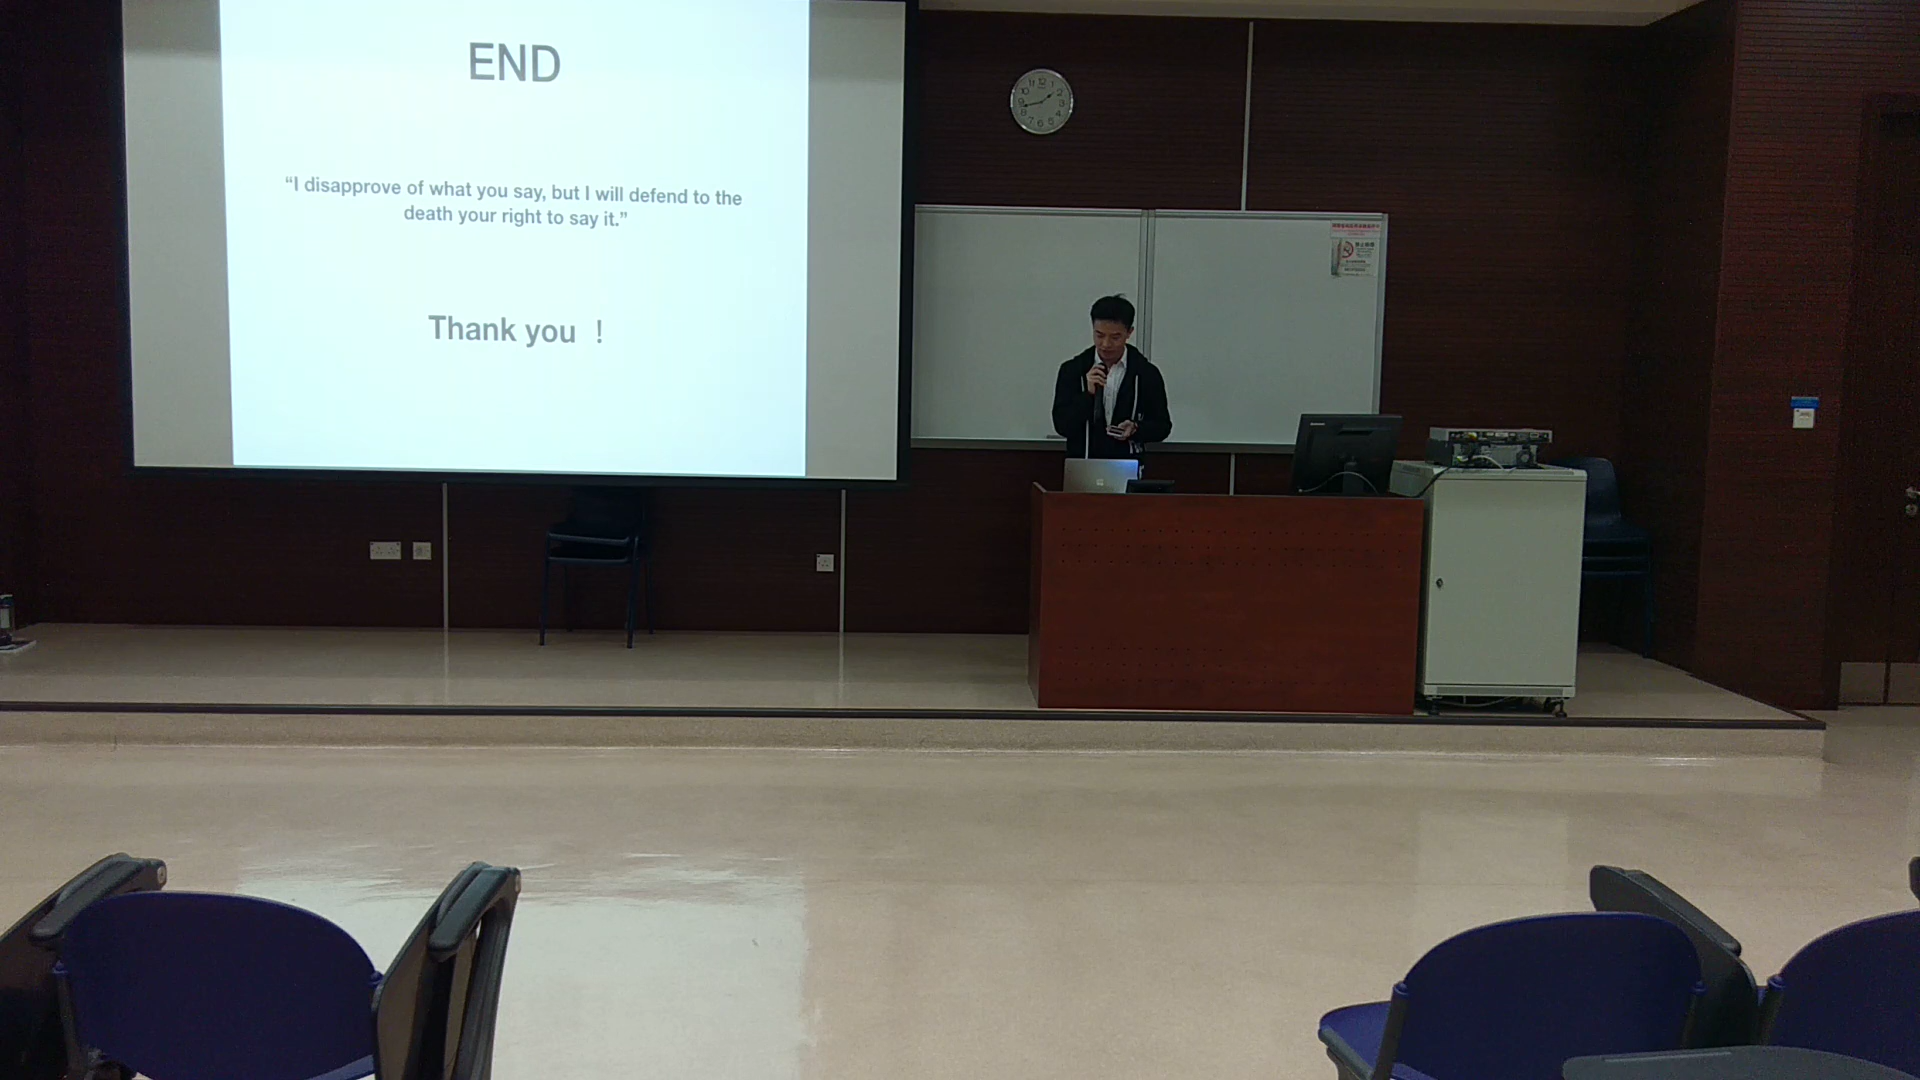 END
“I disapprove of what you say, but I will defend to the
death your right to say it.”
Thank you !